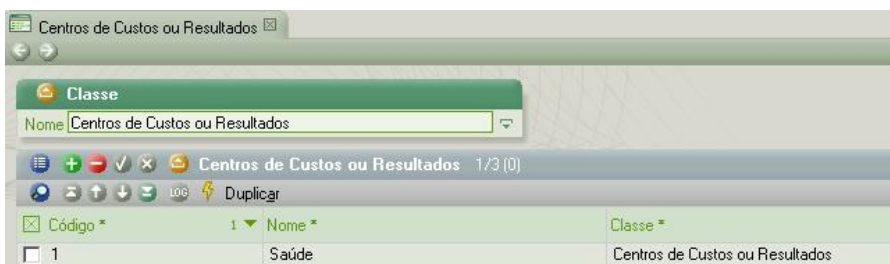 Centros de Custos ou Resultados
Classe
Nome Centros de Custos ou Resultados
Centros de Custos ou Resultados 1/3 (0)
LOG Duplicar
Código * 1 Nome * Classe *
1 Saúde Centros de Custos ou Resultados